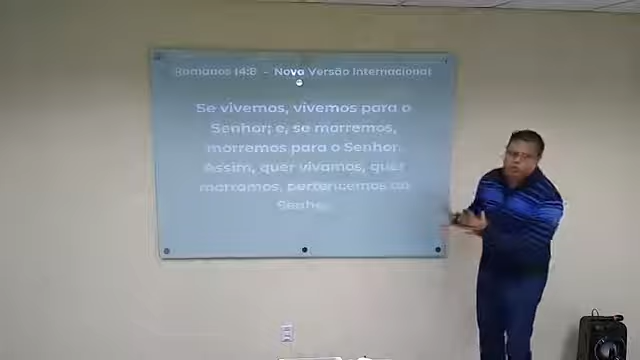 Romanos 14:8 - Nova Versão Internacional
Se vivemos, vivemos para o
Senhor; e, se morremos,
morremos para o Senhor.
Assim, quer vivamos, quer
morramos, pertencemos ao
Senhor.